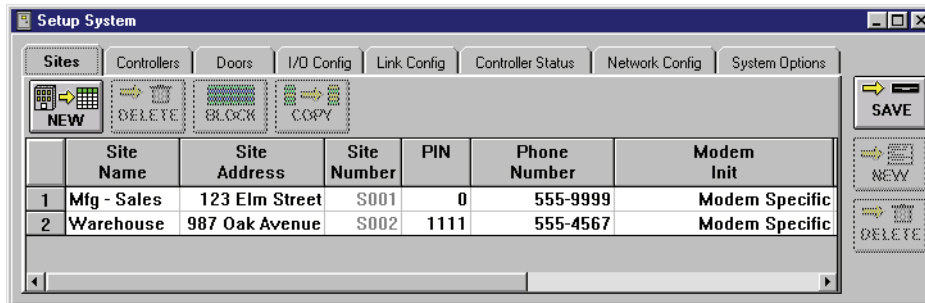 Setup System
Sites Controllers Doors I/O Config Link Config Controller Status Network Config System Options
NEW DELETE BLOCK COPY
SAVE
NEW
DELETE
Site Name Site Address Site Number PIN Phone Number Modem Init
1 Mfg - Sales 123 Elm Street S001 0 555-9999 Modem Specific
2 Warehouse 987 Oak Avenue S002 1111 555-4567 Modem Specific